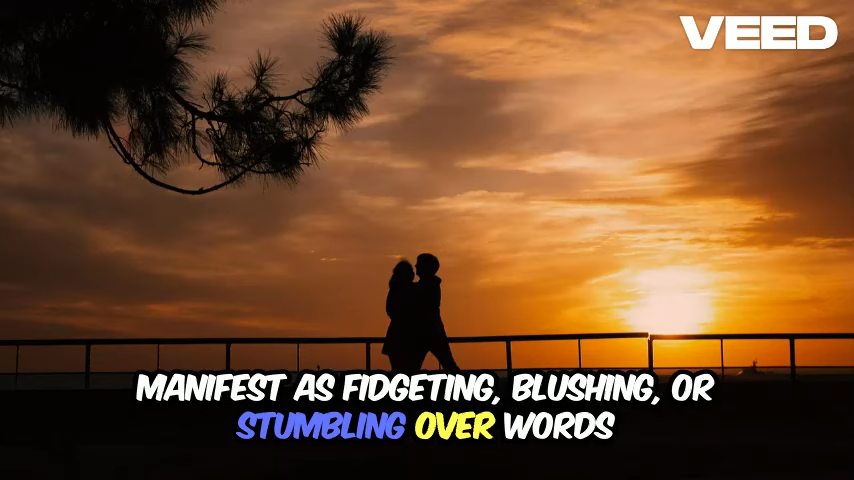 VEED
MANIFEST AS FIDGETING, BLUSHING, OR
STUMBLING OVER WORDS